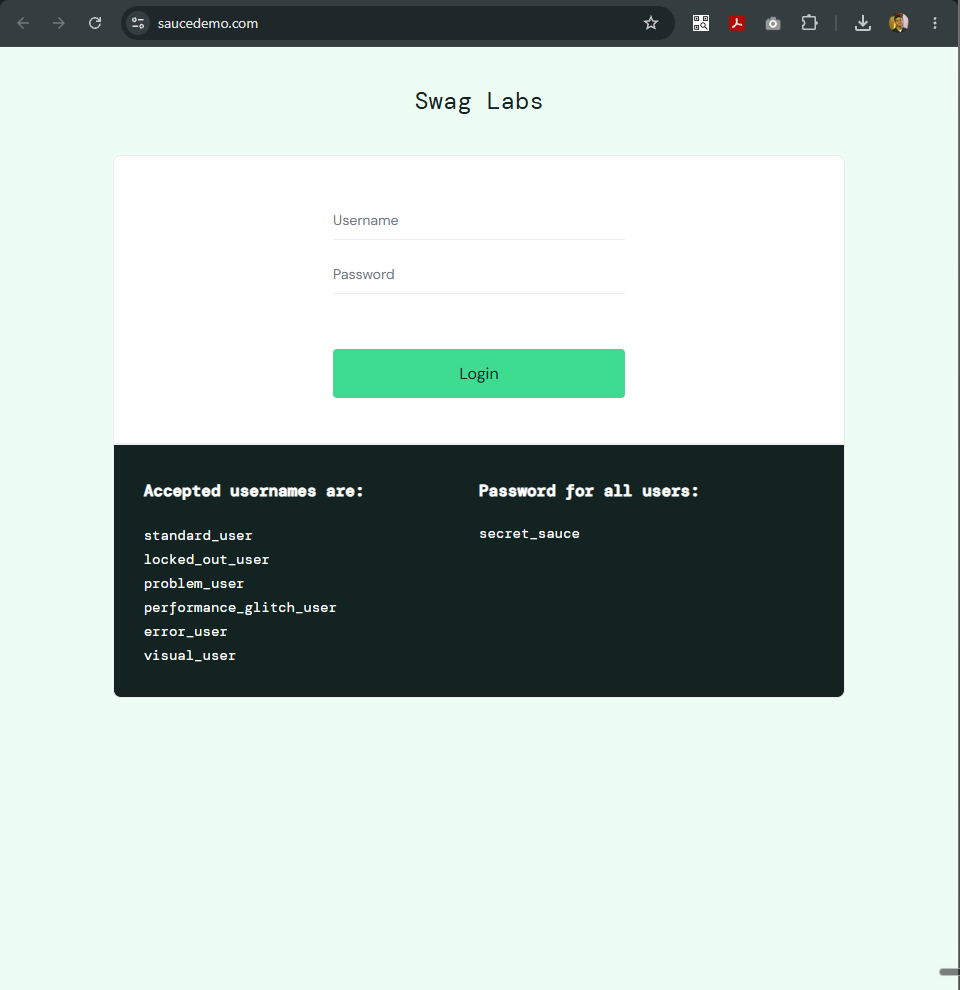 saucedemo.com
Swag Labs
Username
Password
Login
Accepted usernames are:
standard_user
locked_out_user
problem_user
performance_glitch_user
error_user
visual_user
Password for all users:
secret_sauce